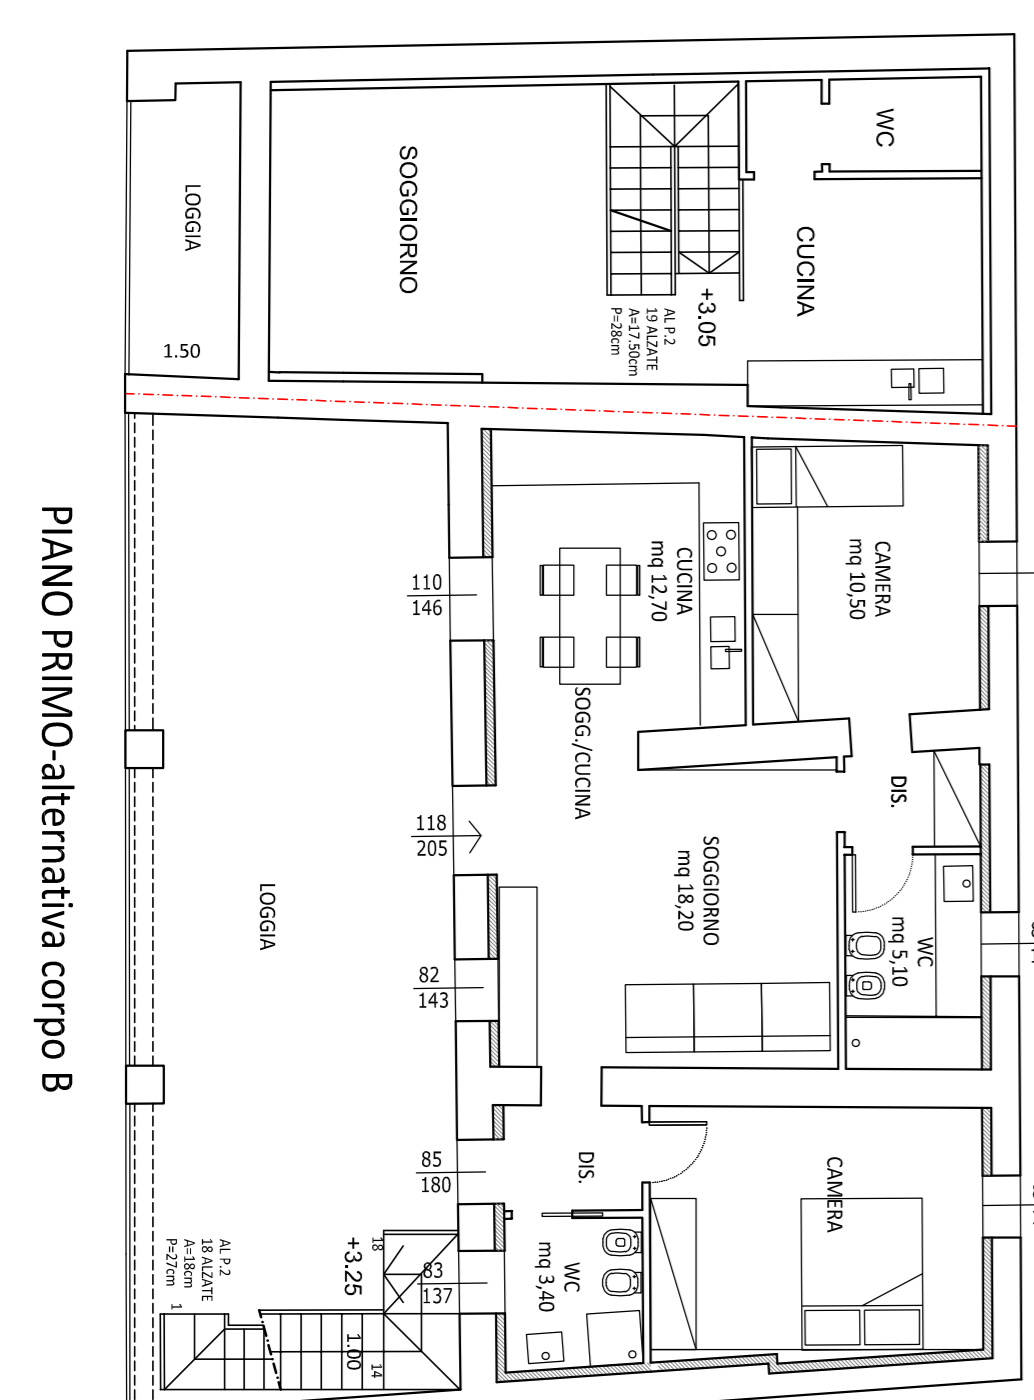 PIANO PRIMO-alternativa corpo B
LOGGIA
1.50
SOGGIORNO
WC
CUCINA
+3.05
AL P.2
19 ALZATE
A=17.50cm
P=28cm
CAMERA
mq 10,50
CUCINA
mq 12,70
SOGG./CUCINA
110
146
118
205
82
143
85
180
83
137
DIS.
SOGGIORNO
mq 18,20
WC
mq 5,10
LOGGIA
DIS.
CAMERA
WC
mq 3,40
+3.25
AL P.2
18 ALZATE
A=18cm
P=27cm
18
1
1.00
14